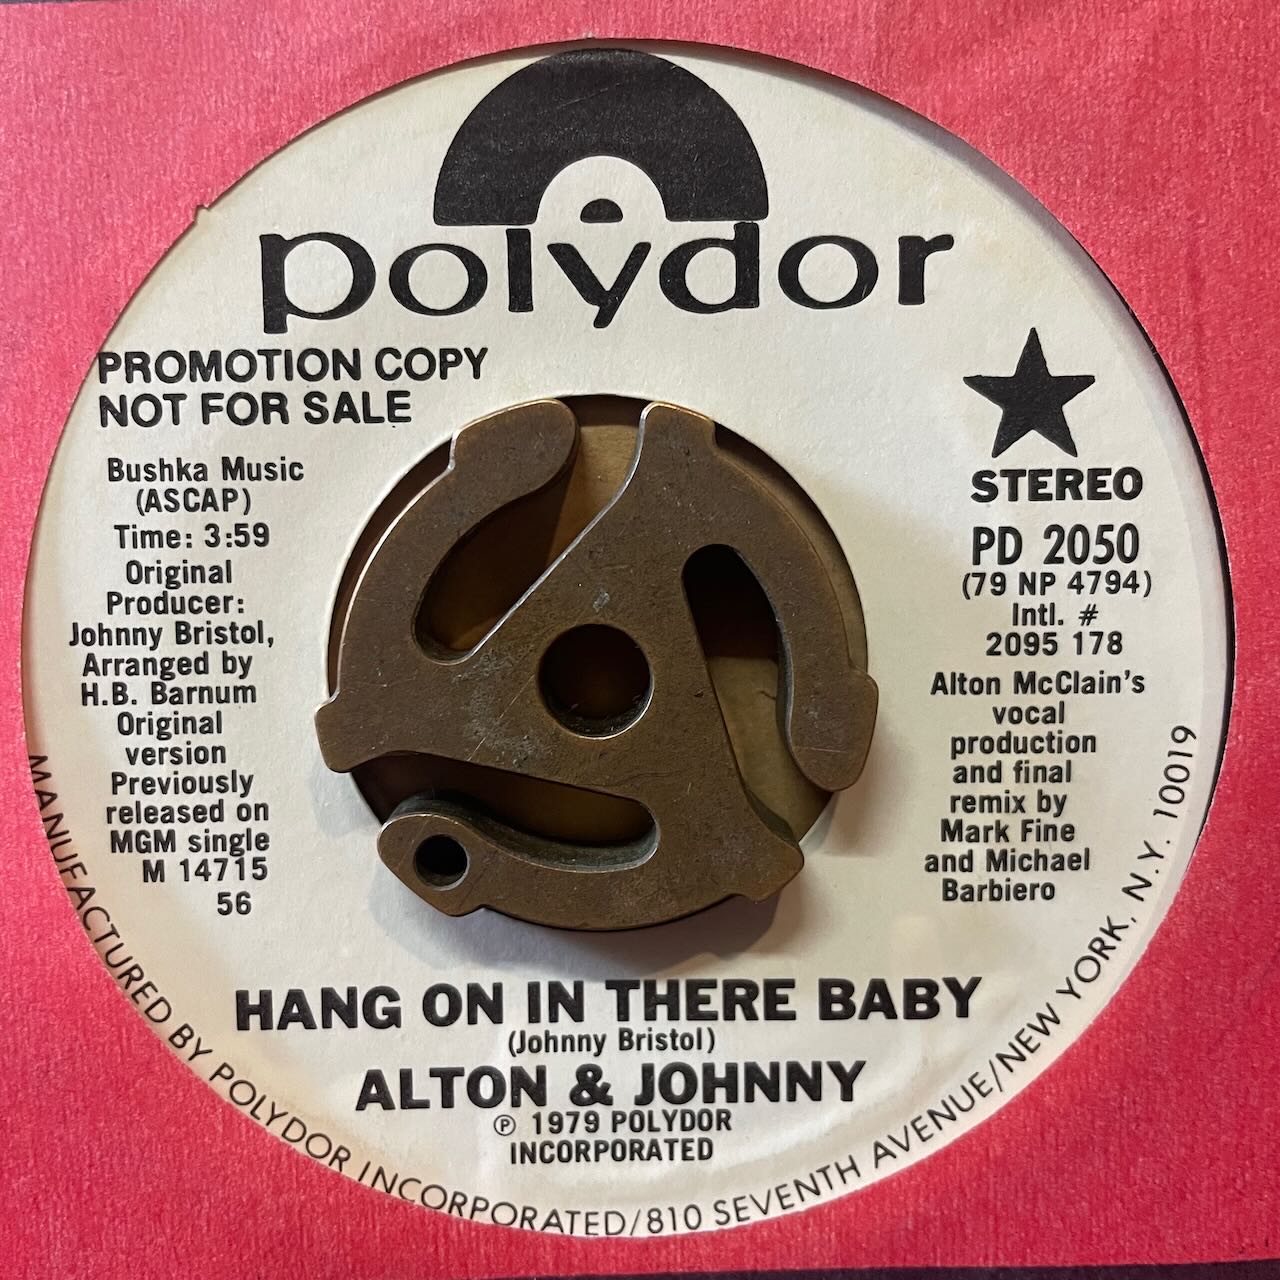 polydor
PROMOTION COPY
NOT FOR SALE
Bushka Music
(ASCAP)
Time: 3:59
Original
Producer:
Johnny Bristol,
Arranged by
H.B. Barnum
Original
version
Previously
released on
MGM single
M 14715
56
STEREO
PD 2050
(79 NP 4794)
Intl. #
2095 178
Alton McClain's
vocal
production
and final
remix by
Mark Fine
and Michael
Barbiero
HANG ON IN THERE BABY
(Johnny Bristol)
ALTON & JOHNNY
℗ 1979 POLYDOR
INCORPORATED
MANUFACTURED BY POLYDOR INCORPORATED/810 SEVENTH AVENUE/NEW YORK, N.Y. 10019